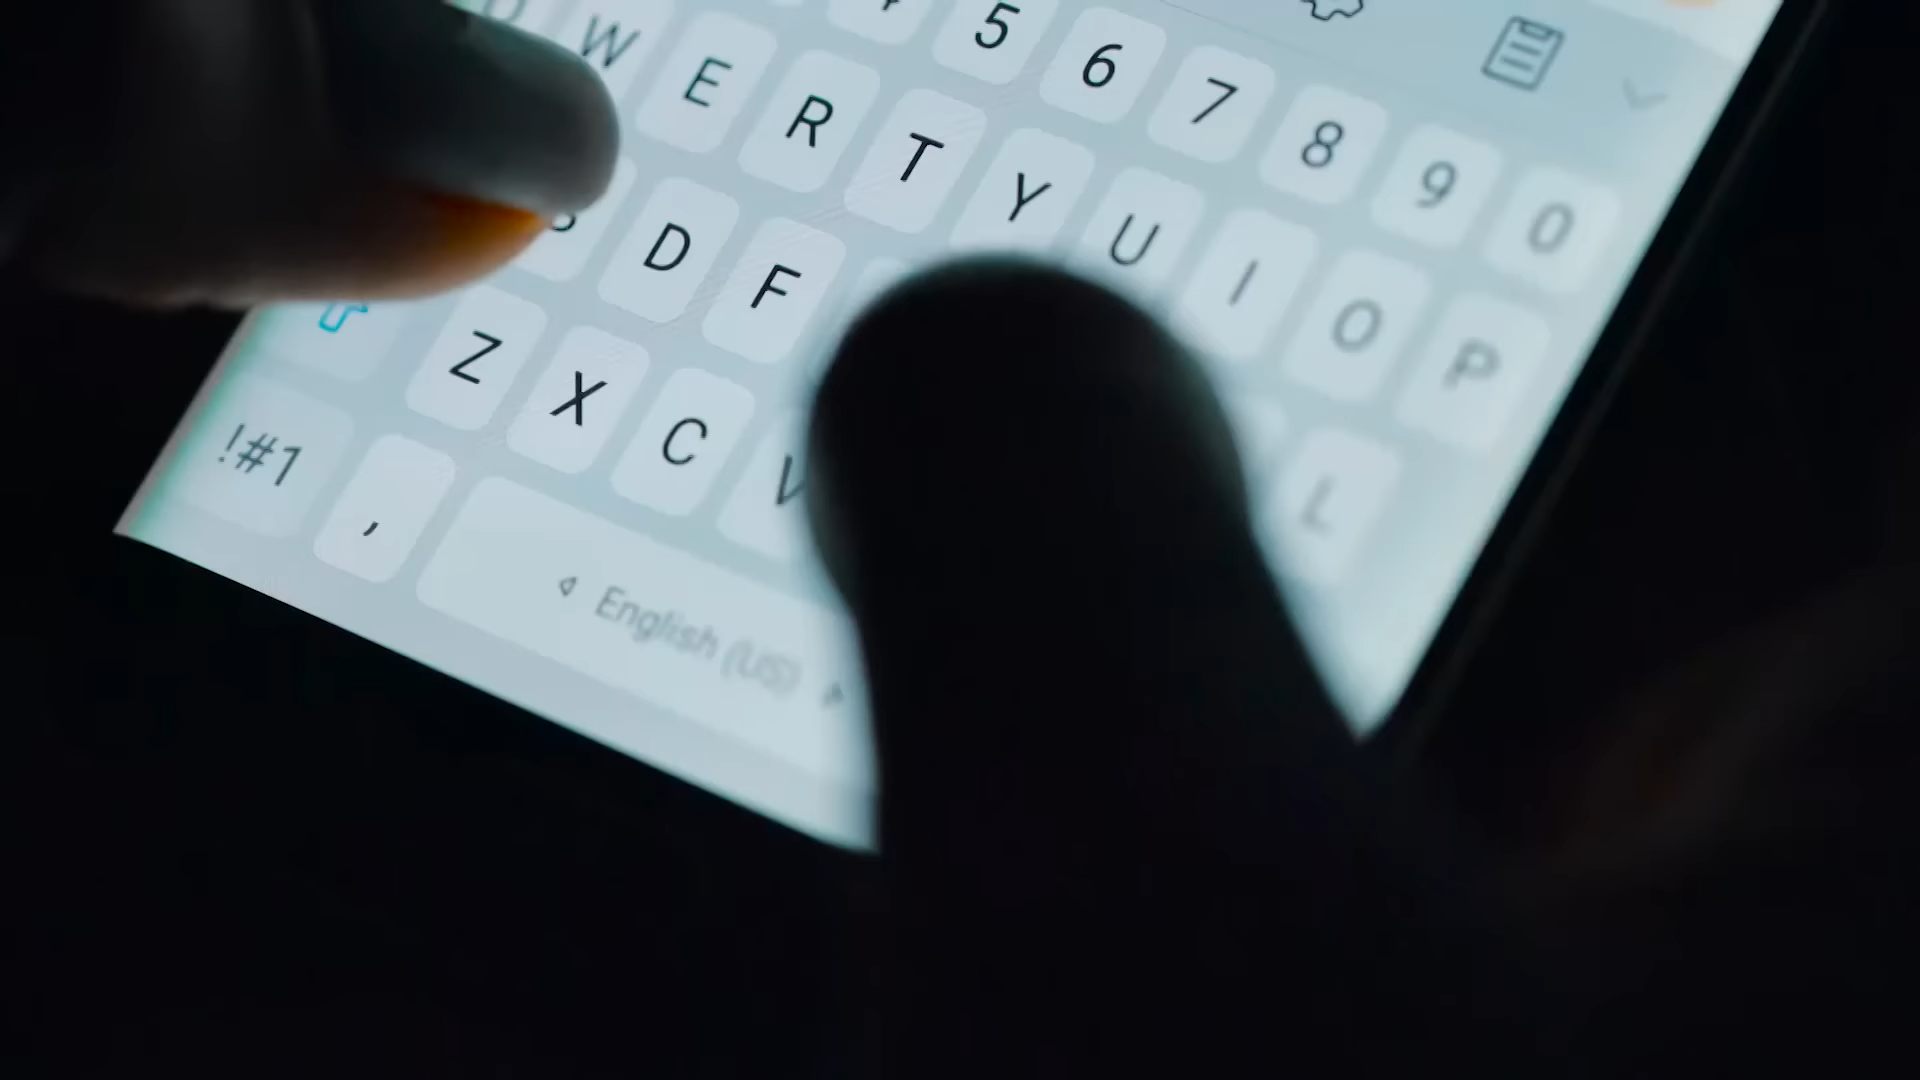 5 6 7 8 9 0
W E R T Y U I O P
S D F L
Z X C V
!#1 , English (US)